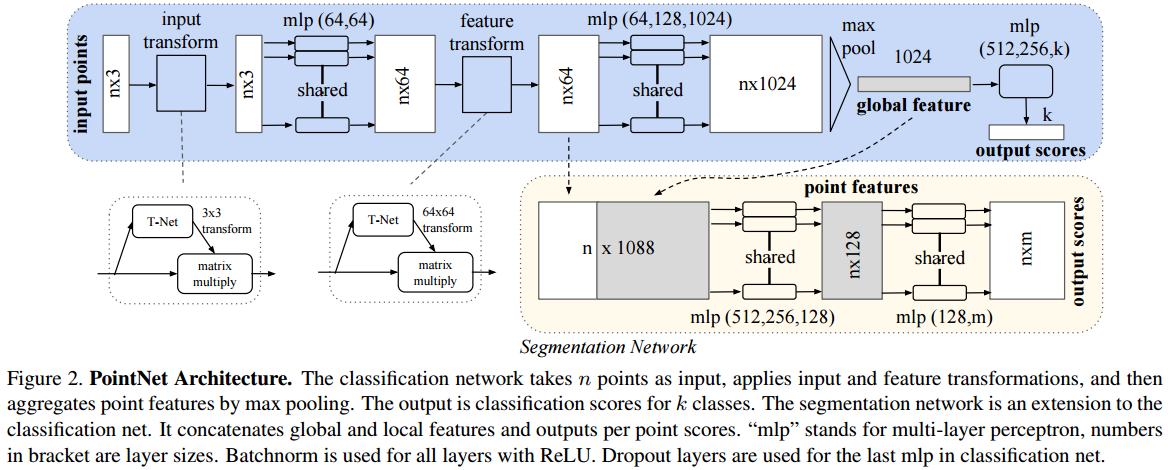 input points
nx3
input
transform
nx3
mlp (64,64)
shared
nx64
feature
transform
nx64
mlp (64,128,1024)
shared
nx1024
max
pool
1024
global feature
mlp
(512,256,k)
k
output scores
T-Net
3x3
transform
matrix
multiply
T-Net
64x64
transform
matrix
multiply
point features
n x 1088
shared
mlp (512,256,128)
nx128
shared
mlp (128,m)
nxm
output scores
Segmentation Network
Figure 2. PointNet Architecture. The classification network takes n points as input, applies input and feature transformations, and then
aggregates point features by max pooling. The output is classification scores for k classes. The segmentation network is an extension to the
classification net. It concatenates global and local features and outputs per point scores. “mlp” stands for multi-layer perceptron, numbers
in bracket are layer sizes. Batchnorm is used for all layers with ReLU. Dropout layers are used for the last mlp in classification net.